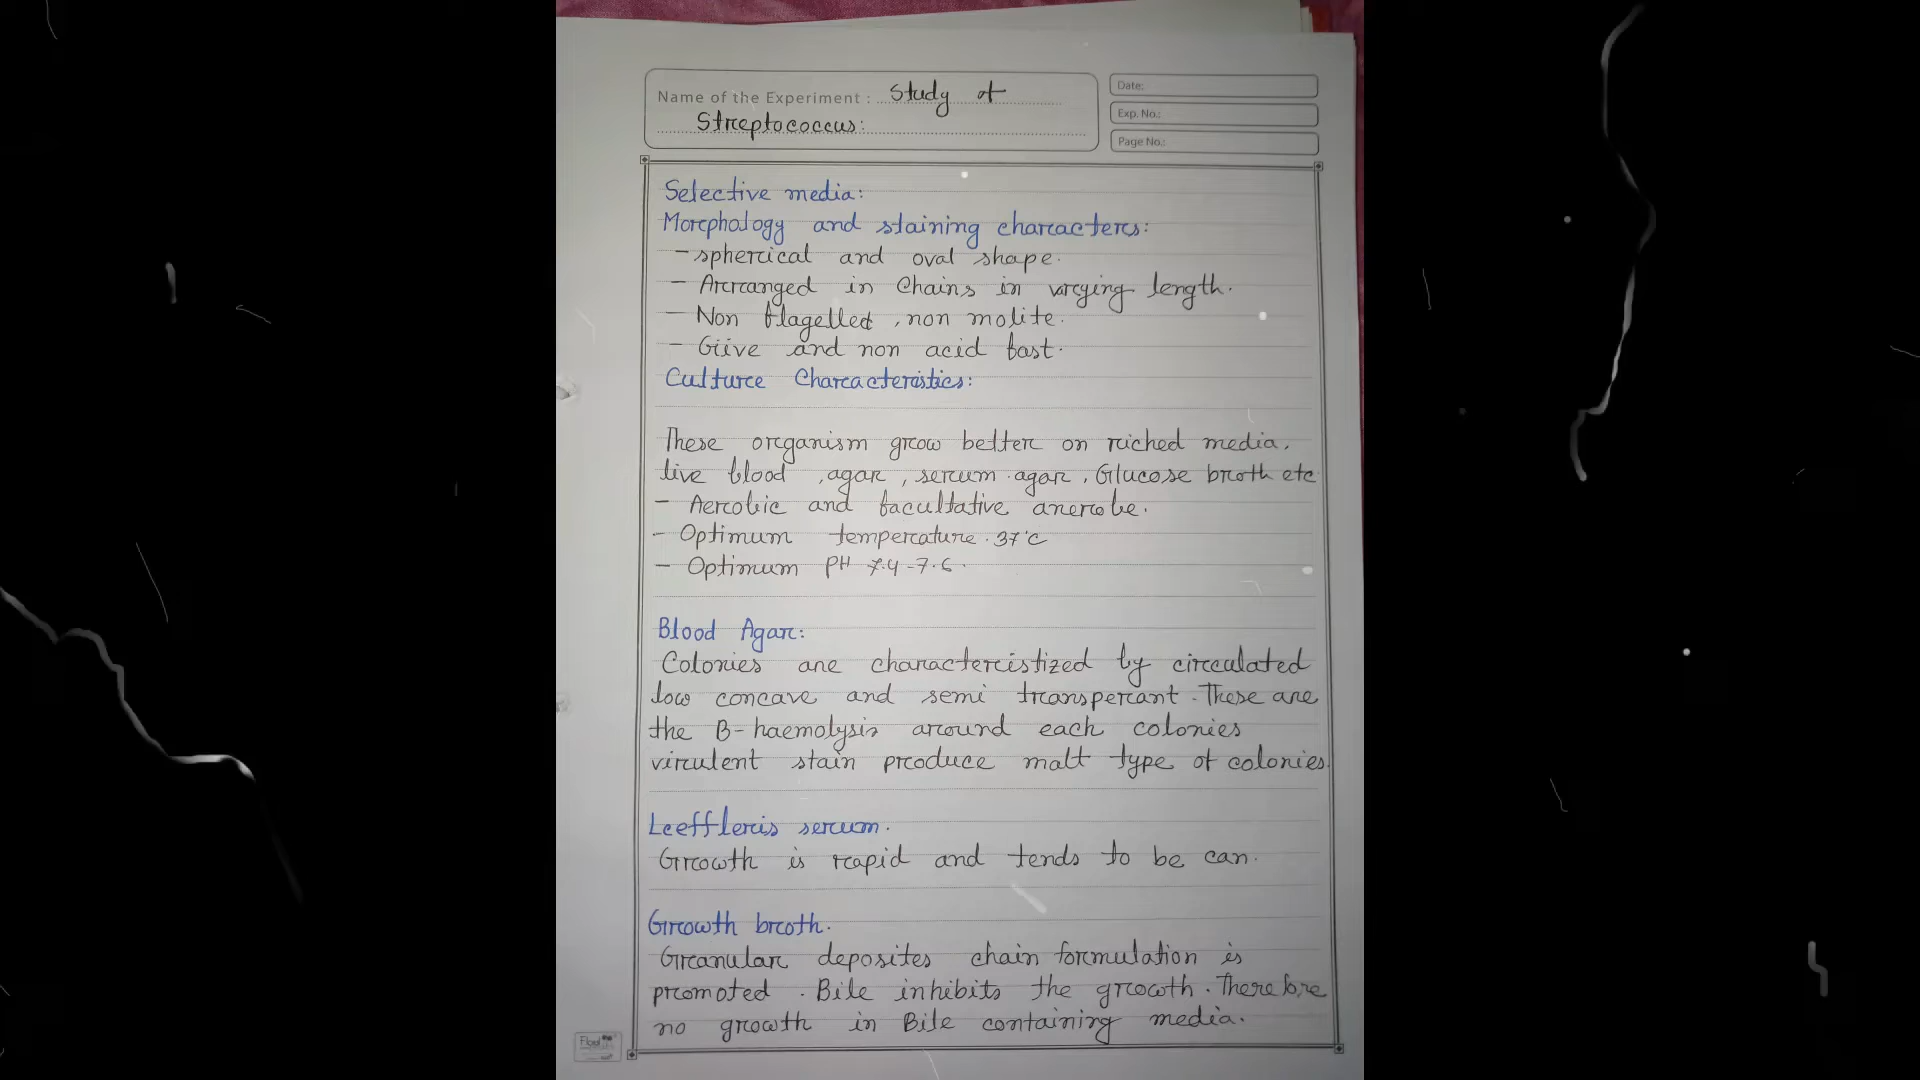 Name of the Experiment : Study of
Streptococcus:
Date:
Exp. No.:
Page No.:
Selective media:
Morphology and staining characters:
- spherical and oval shape.
- Arranged in Chains in varying length.
- Non flagelled, non molite.
- Giive and non acid fast.
Culture Characteristics:
These organism grow better on riched media.
live blood , agar, serum agar, Glucose broth etc
- Aerobic and facultative anerobe.
- Optimum temperature. 37°C
- Optimum PH 7.4-7.6.
Blood Agar:
Colonies are characteristized by circulated
low concave and semi transperant. These are
the B-haemolysis around each colonies
virulent stain produce malt type of colonies.
Leeffleris serum.
Growth is rapid and tends to be can.
Growth broth.
Granular deposites chain formulation is
promoted. Bile inhibits the growth. Therefore
no growth in Bile containing media.